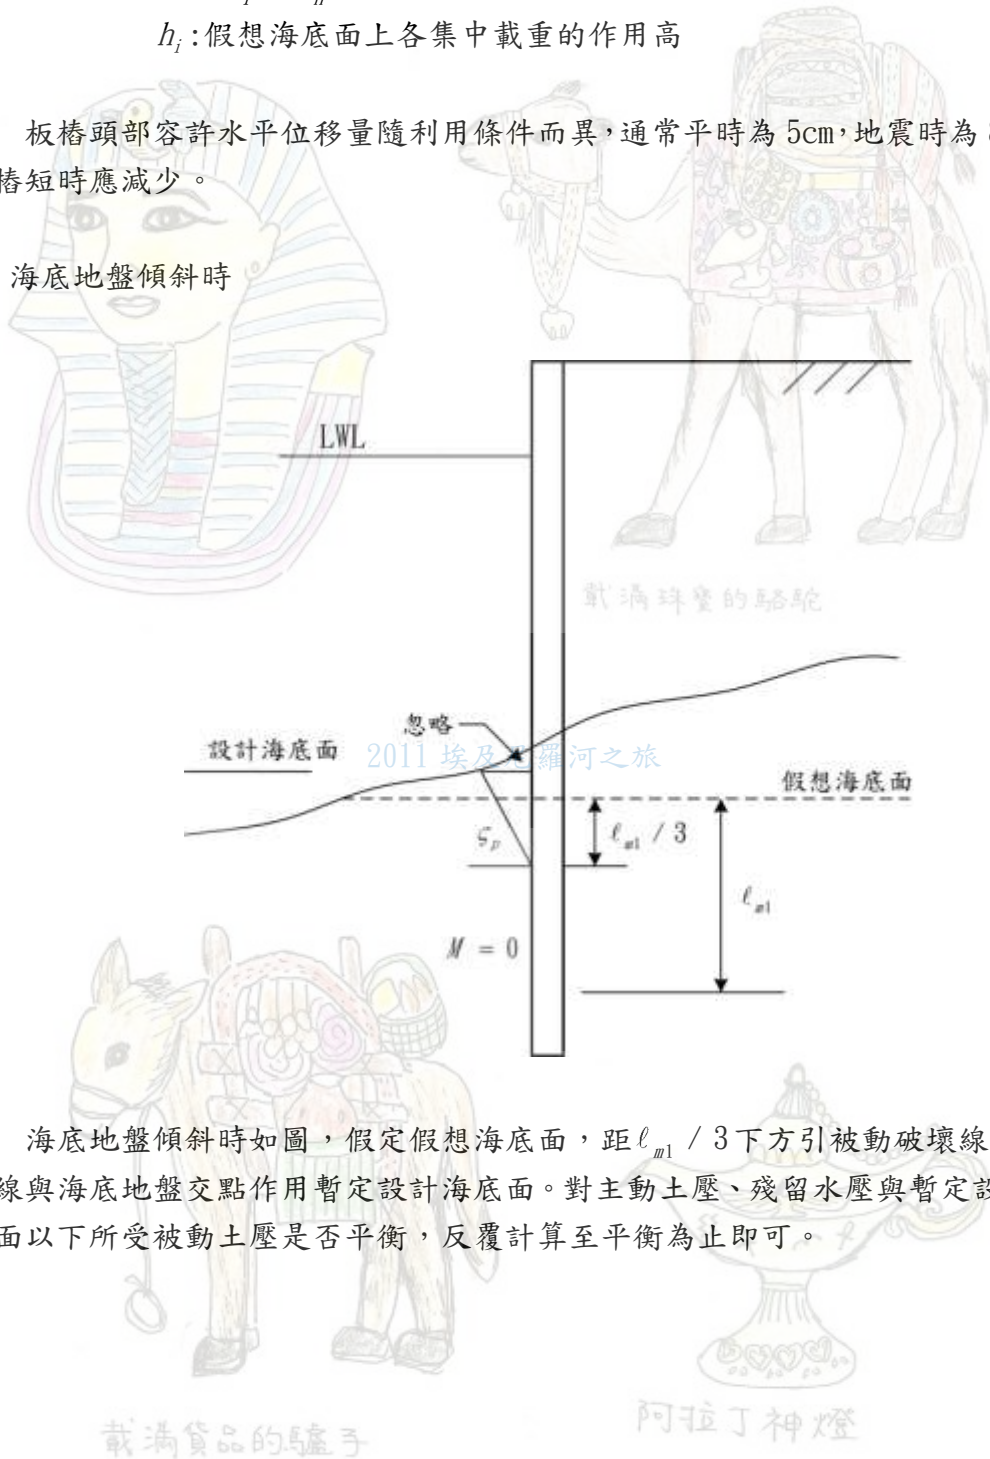 h_i:假想海底面上各集中載重的作用高
板樁頭部容許水平位移量隨利用條件而異,通常平時為 5cm,地震時為
樁短時應減少。
海底地盤傾斜時
LWL
載滿珠寶的駱駝
忽略
設計海底面
2011 埃及尼羅河之旅
假想海底面
ςp
ℓm1 / 3
ℓm1
M = 0
海底地盤傾斜時如圖,假定假想海底面,距ℓm1 / 3下方引被動破壞線
線與海底地盤交點作用暫定設計海底面。對主動土壓、殘留水壓與暫定設
面以下所受被動土壓是否平衡,反覆計算至平衡為止即可。
載滿貨品的驢子
阿拉丁神燈